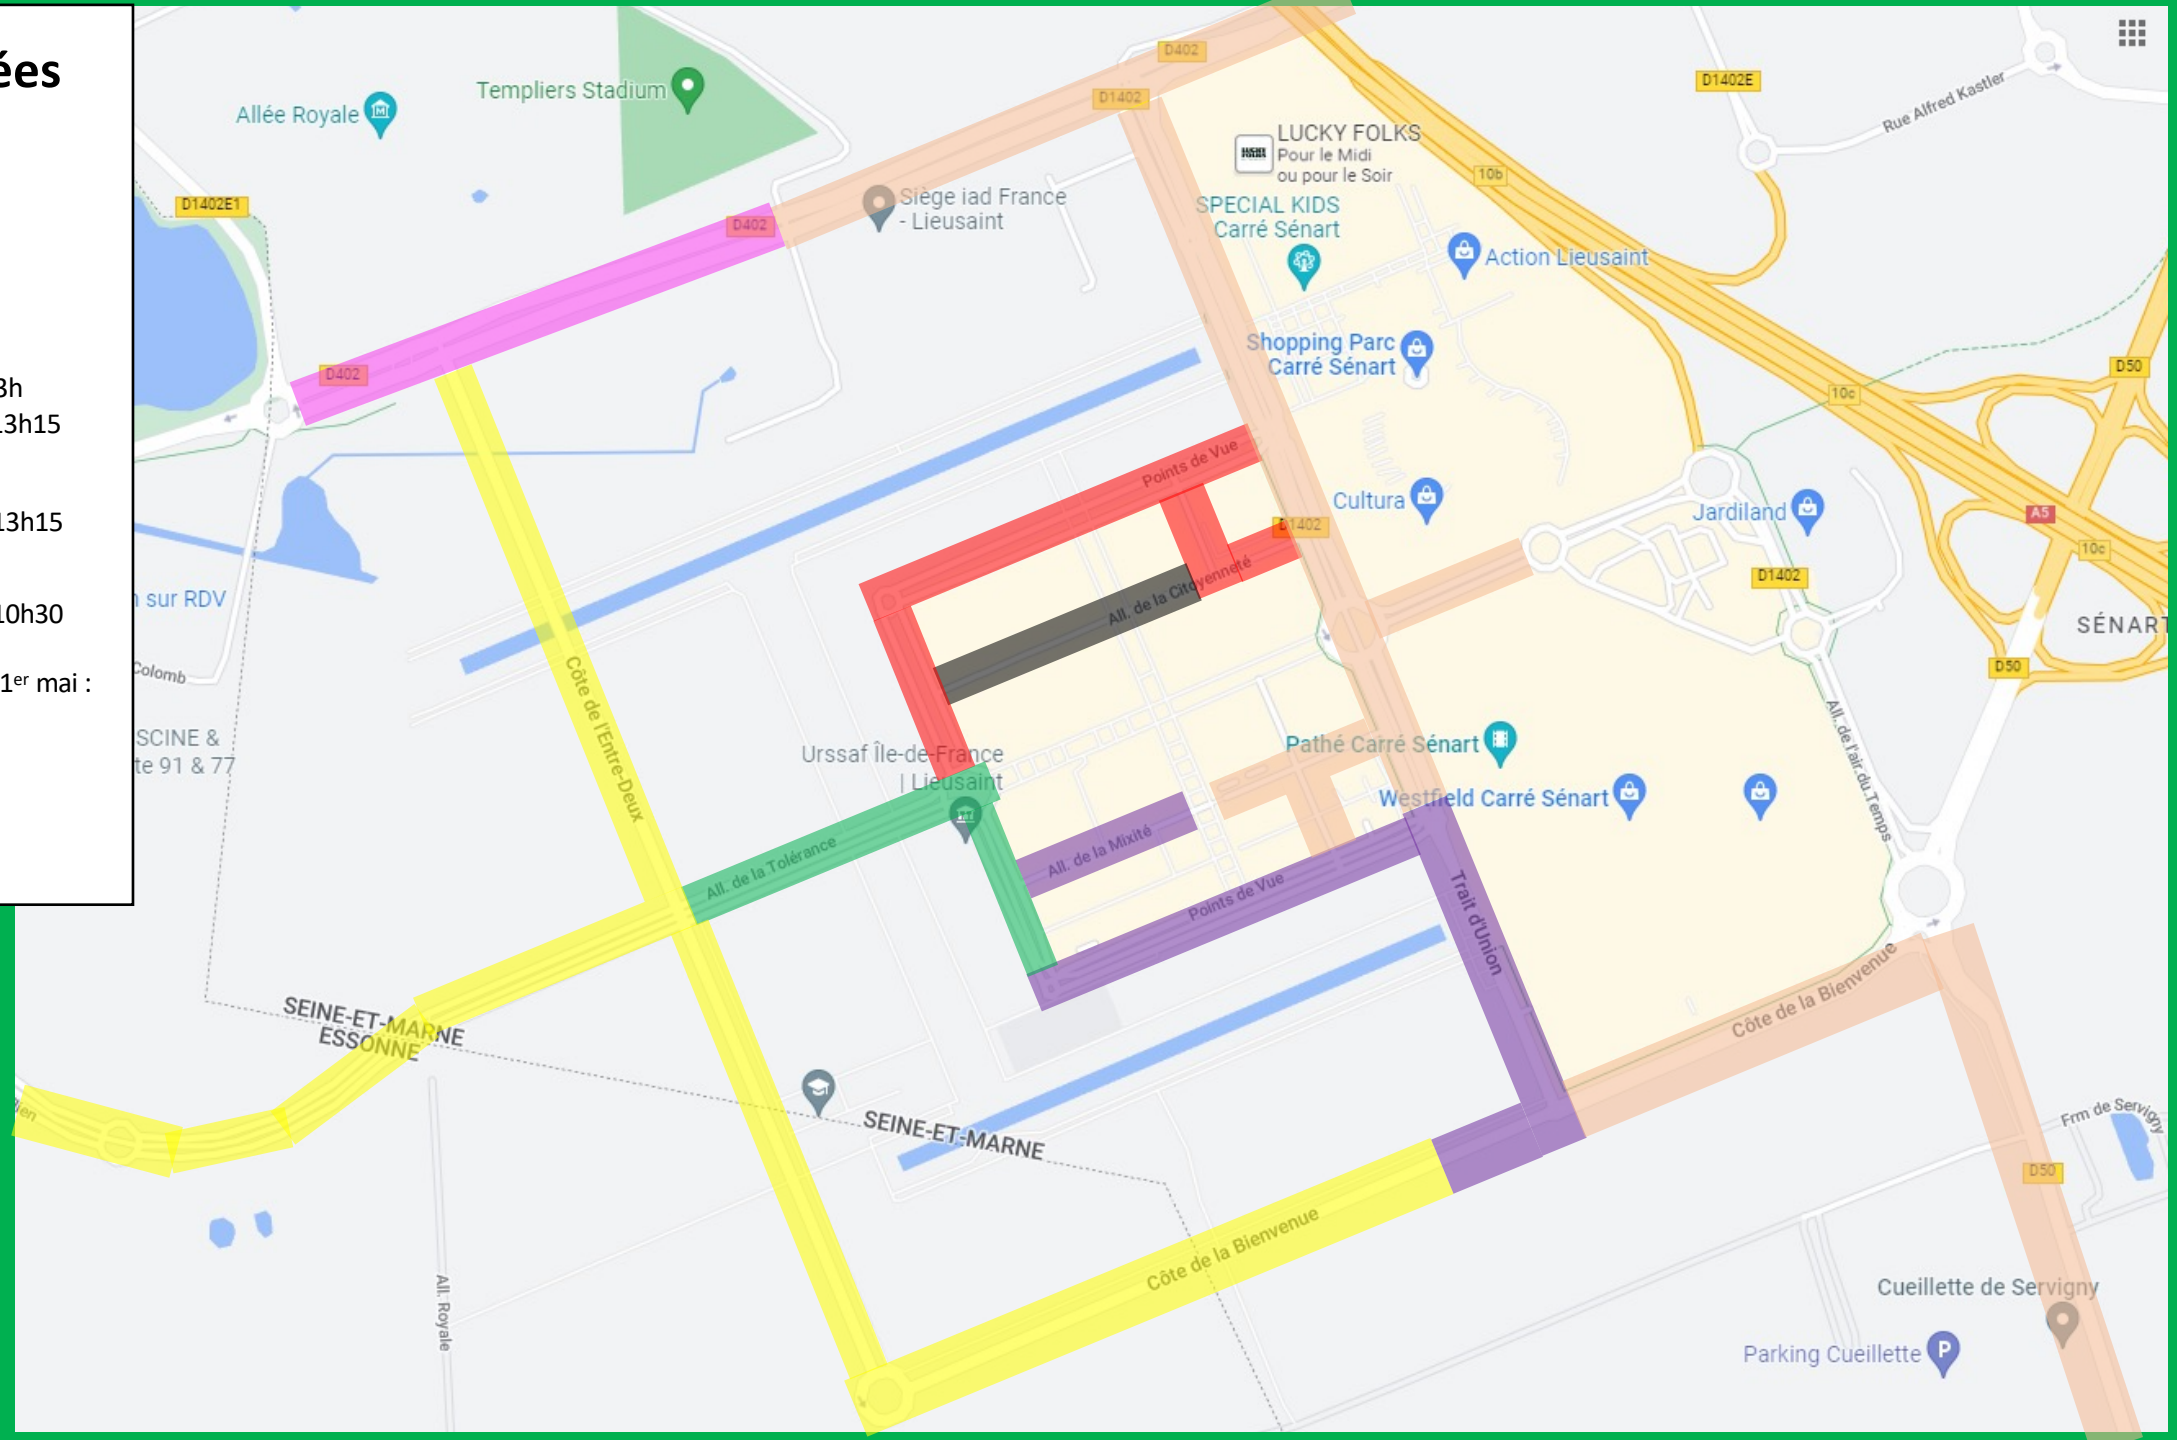 ées
3h
13h15
13h15
10h30
1er mai :
D402
D1402
D1402E
Rue Alfred Kastler
Templiers Stadium
Allée Royale
LUCKY FOLKS
Pour le Midi
ou pour le Soir
10b
D1402E1
Siège iad France
- Lieusaint
SPECIAL KIDS
Carré Sénart
D402
Action Lieusaint
D402
Shopping Parc
Carré Sénart
D50
10c
Points de Vue
Cultura
D1402
Jardiland
A5
10c
All. de la Citoyenneté
D1402
sur RDV
SÉNART
D50
Colomb
Côte de l'Entre-Deux
SCINE &
te 91 & 77
Urssaf Île-de-France
| Lieusaint
Pathé Carré Sénart
All. de l'air du Temps
Westfield Carré Sénart
All. de la Tolérance
All. de la Mixité
Points de Vue
Trait d'Union
Côte de la Bienvenue
SEINE-ET-MARNE
ESSONNE
ien
SEINE-ET-MARNE
Frm de Servigny
D50
Côte de la Bienvenue
All. Royale
Cueillette de Servigny
Parking Cueillette
P